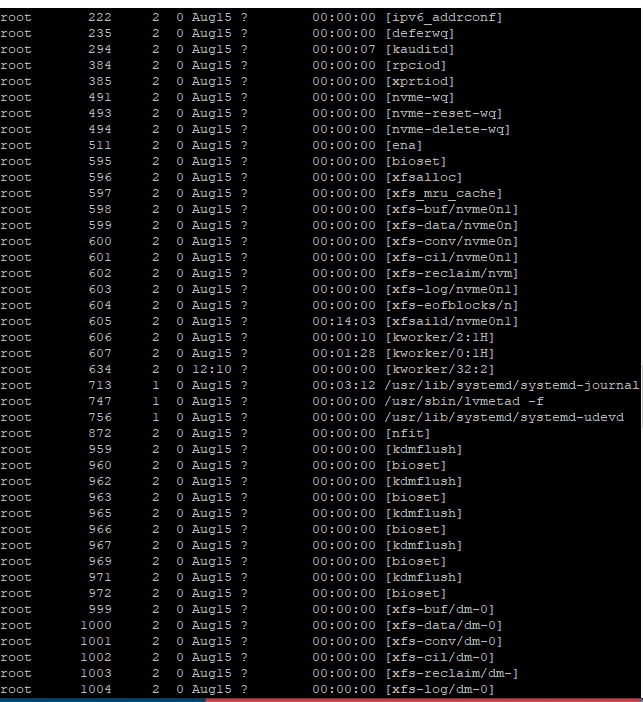 root 222 2 0 Aug15 ? 00:00:00 [ipv6_addrconf]
root 235 2 0 Aug15 ? 00:00:00 [deferwq]
root 294 2 0 Aug15 ? 00:00:07 [kauditd]
root 384 2 0 Aug15 ? 00:00:00 [rpciod]
root 385 2 0 Aug15 ? 00:00:00 [xprtiod]
root 491 2 0 Aug15 ? 00:00:00 [nvme-wq]
root 493 2 0 Aug15 ? 00:00:00 [nvme-reset-wq]
root 494 2 0 Aug15 ? 00:00:00 [nvme-delete-wq]
root 511 2 0 Aug15 ? 00:00:00 [ena]
root 595 2 0 Aug15 ? 00:00:00 [bioset]
root 596 2 0 Aug15 ? 00:00:00 [xfsalloc]
root 597 2 0 Aug15 ? 00:00:00 [xfs_mru_cache]
root 598 2 0 Aug15 ? 00:00:00 [xfs-buf/nvme0n1]
root 599 2 0 Aug15 ? 00:00:00 [xfs-data/nvme0n]
root 600 2 0 Aug15 ? 00:00:00 [xfs-conv/nvme0n]
root 601 2 0 Aug15 ? 00:00:00 [xfs-cil/nvme0n1]
root 602 2 0 Aug15 ? 00:00:00 [xfs-reclaim/nvm]
root 603 2 0 Aug15 ? 00:00:00 [xfs-log/nvme0n1]
root 604 2 0 Aug15 ? 00:00:00 [xfs-eofblocks/n]
root 605 2 0 Aug15 ? 00:14:03 [xfsaild/nvme0n1]
root 606 2 0 Aug15 ? 00:00:10 [kworker/2:1H]
root 607 2 0 Aug15 ? 00:01:28 [kworker/0:1H]
root 634 2 0 12:10 ? 00:00:00 [kworker/32:2]
root 713 1 0 Aug15 ? 00:03:12 /usr/lib/systemd/systemd-journal
root 747 1 0 Aug15 ? 00:00:00 /usr/sbin/lvmetad -f
root 756 1 0 Aug15 ? 00:00:00 /usr/lib/systemd/systemd-udevd
root 872 2 0 Aug15 ? 00:00:00 [nfit]
root 959 2 0 Aug15 ? 00:00:00 [kdmflush]
root 960 2 0 Aug15 ? 00:00:00 [bioset]
root 962 2 0 Aug15 ? 00:00:00 [kdmflush]
root 963 2 0 Aug15 ? 00:00:00 [bioset]
root 965 2 0 Aug15 ? 00:00:00 [kdmflush]
root 966 2 0 Aug15 ? 00:00:00 [bioset]
root 967 2 0 Aug15 ? 00:00:00 [kdmflush]
root 969 2 0 Aug15 ? 00:00:00 [bioset]
root 971 2 0 Aug15 ? 00:00:00 [kdmflush]
root 972 2 0 Aug15 ? 00:00:00 [bioset]
root 999 2 0 Aug15 ? 00:00:00 [xfs-buf/dm-0]
root 1000 2 0 Aug15 ? 00:00:00 [xfs-data/dm-0]
root 1001 2 0 Aug15 ? 00:00:00 [xfs-conv/dm-0]
root 1002 2 0 Aug15 ? 00:00:00 [xfs-cil/dm-0]
root 1003 2 0 Aug15 ? 00:00:00 [xfs-reclaim/dm-]
root 1004 2 0 Aug15 ? 00:00:00 [xfs-log/dm-0]